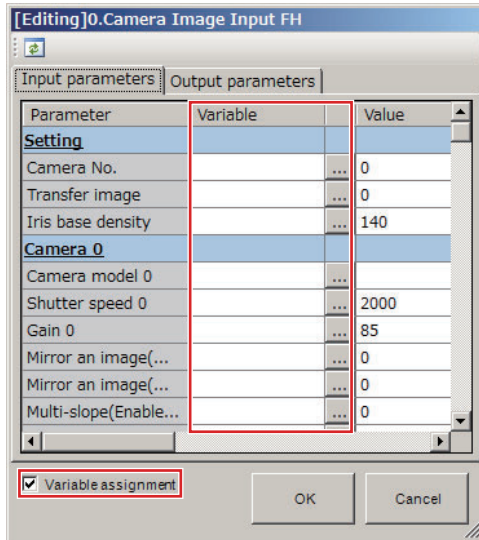 [Editing]0.Camera Image Input FH
Input parameters Output parameters
Parameter Variable Value
Setting
Camera No. ... 0
Transfer image ... 0
Iris base density ... 140
Camera 0
Camera model 0 ...
Shutter speed 0 ... 2000
Gain 0 ... 85
Mirror an image(... ... 0
Mirror an image(... ... 0
Multi-slope(Enable... ... 0
Variable assignment OK Cancel